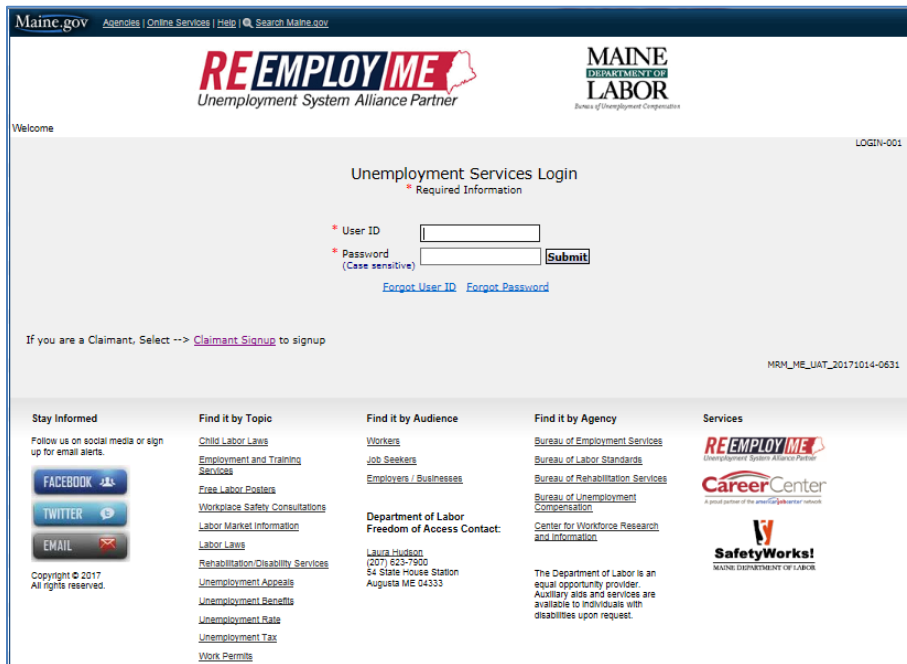 Maine.gov Agencies | Online Services | Help | Search Maine.gov
REEMPLOYME
Unemployment System Alliance Partner
MAINE
DEPARTMENT OF
LABOR
Bureau of Unemployment Compensation
Welcome
LOGIN-001
Unemployment Services Login
* Required Information
* User ID
* Password
(Case sensitive)
Submit
Forgot User ID Forgot Password
If you are a Claimant, Select --> Claimant Signup to signup
MRM_ME_UAT_20171014-0631
Stay Informed
Follow us on social media or sign
up for email alerts.
FACEBOOK
TWITTER
EMAIL
Copyright © 2017
All rights reserved.
Find it by Topic
Child Labor Laws
Employment and Training
Services
Free Labor Posters
Workplace Safety Consultations
Labor Market Information
Labor Laws
Rehabilitation/Disability Services
Unemployment Appeals
Unemployment Benefits
Unemployment Rate
Unemployment Tax
Work Permits
Find it by Audience
Workers
Job Seekers
Employers / Businesses
Department of Labor
Freedom of Access Contact:
Laura Hudson
(207) 623-7900
54 State House Station
Augusta ME 04333
Find it by Agency
Bureau of Employment Services
Bureau of Labor Standards
Bureau of Rehabilitation Services
Bureau of Unemployment
Compensation
Center for Workforce Research
and Information
The Department of Labor is an
equal opportunity provider.
Auxiliary aids and services are
available to individuals with
disabilities upon request.
Services
REEMPLOYME
Unemployment System Alliance Partner
CareerCenter
A proud partner of the americanjobcenter network
SafetyWorks!
MAINE DEPARTMENT OF LABOR